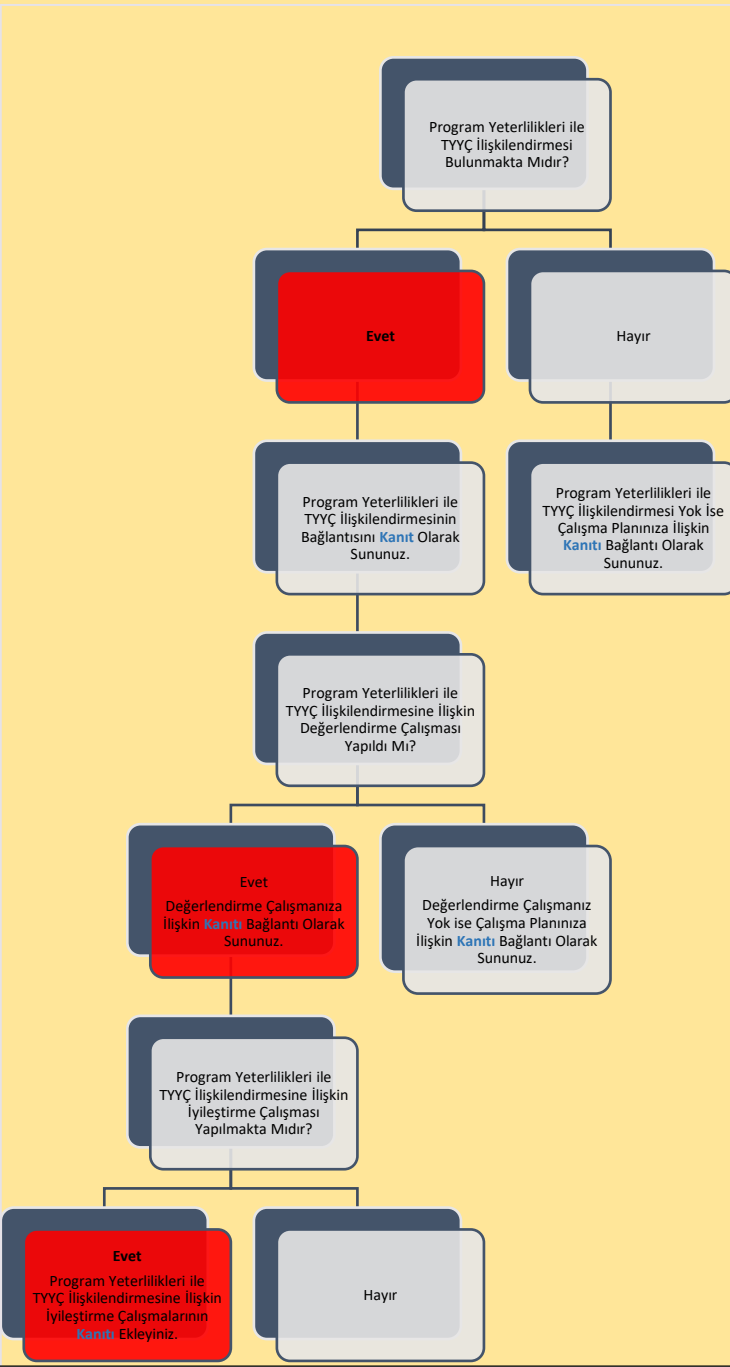 Program Yeterlilikleri ile
TYYÇ İlişkilendirmesi
Bulunmakta Mıdır?
Evet
Hayır
Program Yeterlilikleri ile
TYYÇ İlişkilendirmesinin
Bağlantısını Kanıt Olarak
Sununuz.
Program Yeterlilikleri ile
TYYÇ İlişkilendirmesi Yok İse
Çalışma Planınıza İlişkin
Kanıtı Bağlantı Olarak
Sununuz.
Program Yeterlilikleri ile
TYYÇ İlişkilendirmesine İlişkin
Değerlendirme Çalışması
Yapıldı Mı?
Evet
Değerlendirme Çalışmanıza
İlişkin Kanıtı Bağlantı Olarak
Sununuz.
Hayır
Değerlendirme Çalışmanız
Yok ise Çalışma Planınıza
İlişkin Kanıtı Bağlantı Olarak
Sununuz.
Program Yeterlilikleri ile
TYYÇ İlişkilendirmesine İlişkin
İyileştirme Çalışması
Yapılmakta Mıdır?
Evet
Program Yeterlilikleri ile
TYYÇ İlişkilendirmesine İlişkin
İyileştirme Çalışmalarının
Kanıtı Ekleyiniz.
Hayır